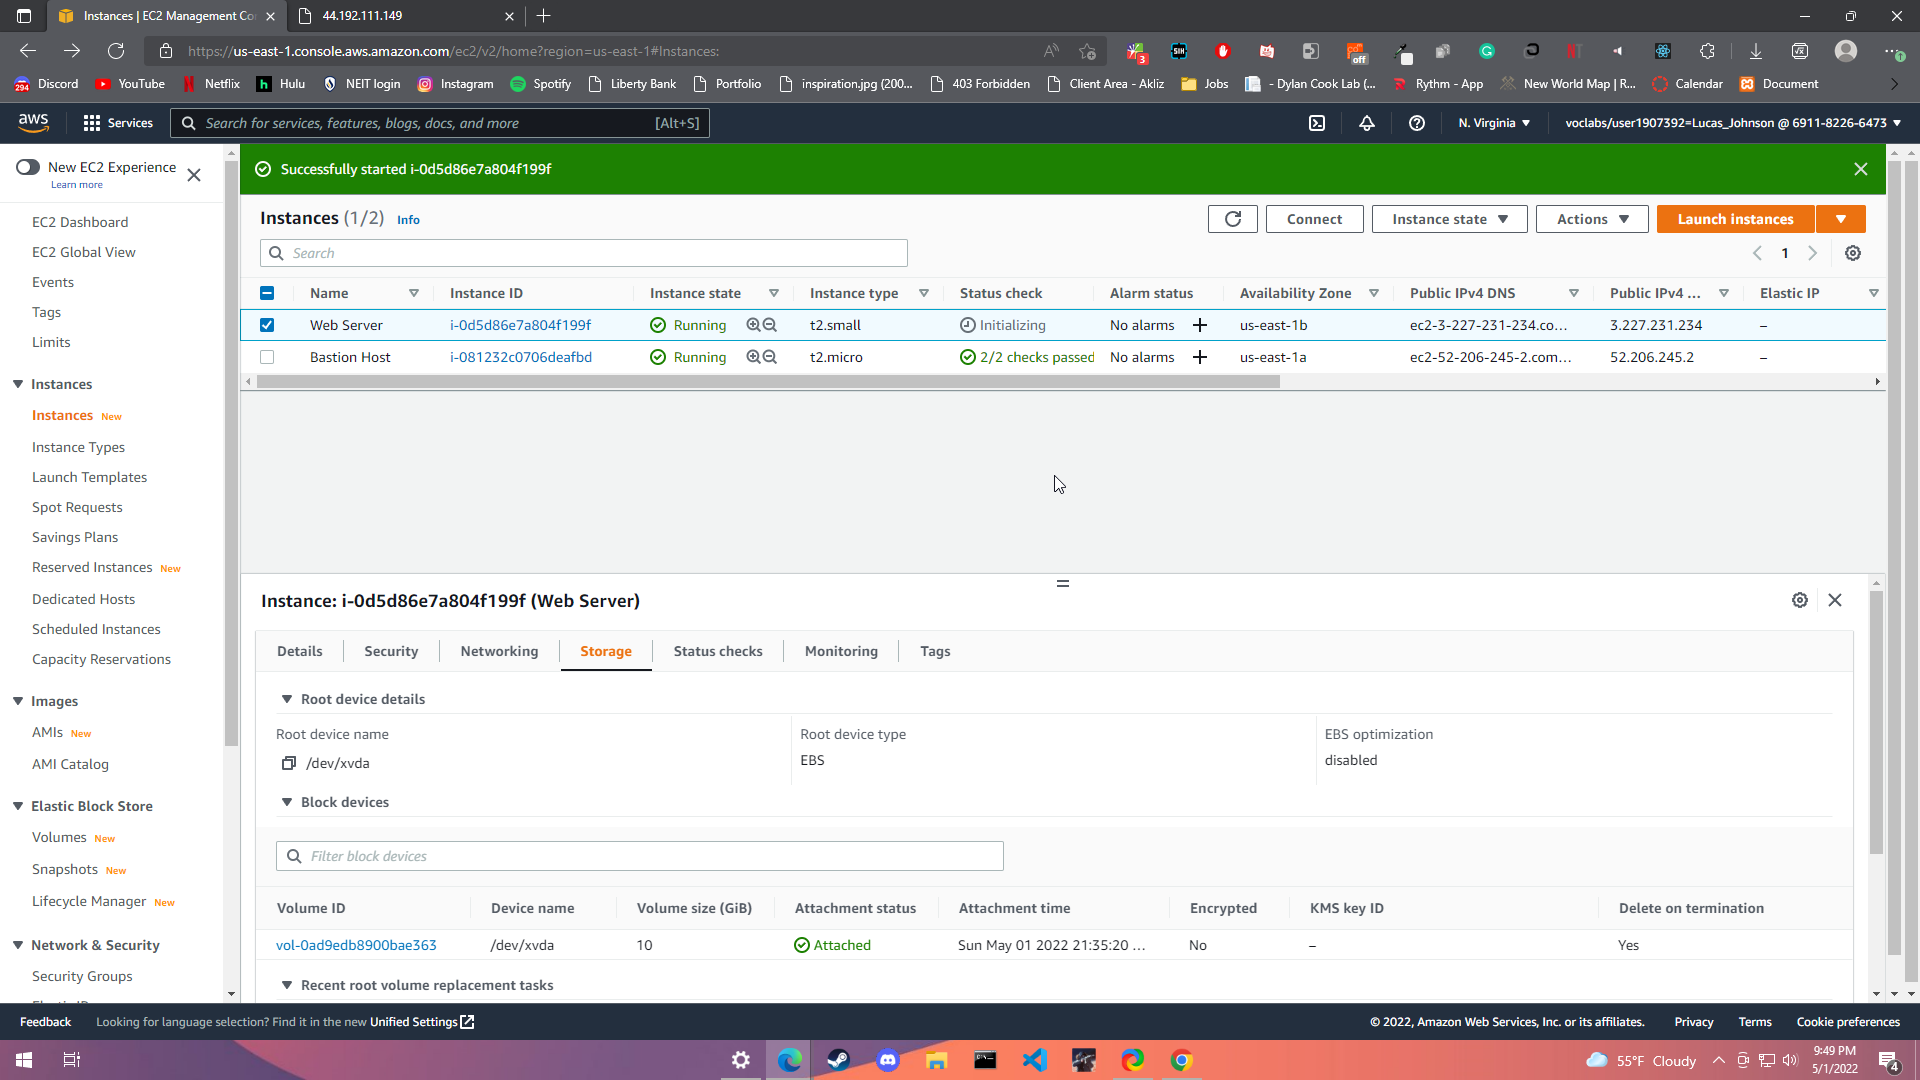 Instances | EC2 Management Co
44.192.111.149
https://us-east-1.console.aws.amazon.com/ec2/v2/home?region=us-east-1#Instances:
3
off
1
294
Discord
YouTube
Netflix
Hulu
NEIT login
Instagram
Spotify
Liberty Bank
Portfolio
inspiration.jpg (200...
403 Forbidden
Client Area - Akliz
Jobs
- Dylan Cook Lab (...
Rythm - App
New World Map | R...
Calendar
Document
aws
Services
Search for services, features, blogs, docs, and more
[Alt+S]
N. Virginia
voclabs/user1907392=Lucas_Johnson @ 6911-8226-6473
New EC2 Experience
Learn more
EC2 Dashboard
EC2 Global View
Events
Tags
Limits
Instances
Instances New
Instance Types
Launch Templates
Spot Requests
Savings Plans
Reserved Instances New
Dedicated Hosts
Scheduled Instances
Capacity Reservations
Images
AMIs New
AMI Catalog
Elastic Block Store
Volumes New
Snapshots New
Lifecycle Manager New
Network & Security
Security Groups
Successfully started i-0d5d86e7a804f199f
Instances (1/2) Info
Connect
Instance state
Actions
Launch instances
Search
1
Name Instance ID Instance state Instance type Status check Alarm status Availability Zone Public IPv4 DNS Public IPv4 ... Elastic IP
Web Server i-0d5d86e7a804f199f Running t2.small Initializing No alarms + us-east-1b ec2-3-227-231-234.co... 3.227.231.234 –
Bastion Host i-081232c0706deafbd Running t2.micro 2/2 checks passed No alarms + us-east-1a ec2-52-206-245-2.com... 52.206.245.2 –
Instance: i-0d5d86e7a804f199f (Web Server)
Details
Security
Networking
Storage
Status checks
Monitoring
Tags
Root device details
Root device name Root device type EBS optimization
/dev/xvda EBS disabled
Block devices
Filter block devices
Volume ID Device name Volume size (GiB) Attachment status Attachment time Encrypted KMS key ID Delete on termination
vol-0ad9edb8900bae363 /dev/xvda 10 Attached Sun May 01 2022 21:35:20 ... No – Yes
Recent root volume replacement tasks
Feedback
Looking for language selection? Find it in the new Unified Settings
© 2022, Amazon Web Services, Inc. or its affiliates.
Privacy
Terms
Cookie preferences
55°F Cloudy
9:49 PM
5/1/2022
4